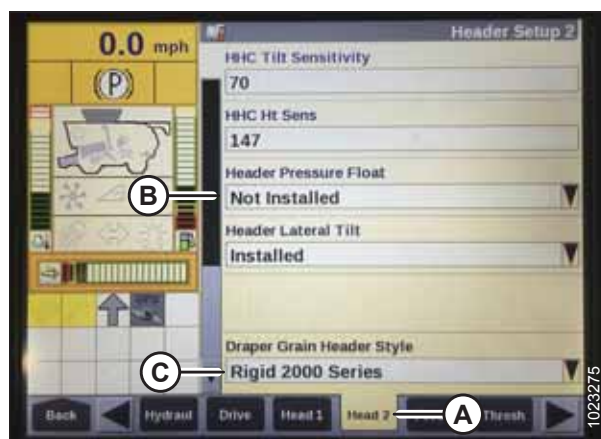 0.0 mph
Header Setup 2
(P)
HHC Tilt Sensitivity
70
HHC Ht Sens
147
Header Pressure Float
B
Not Installed
Header Lateral Tilt
Installed
Draper Grain Header Style
C
Rigid 2000 Series
Back
Hydraul
Drive
Head 1
Head 2
A
Thresh
1023275